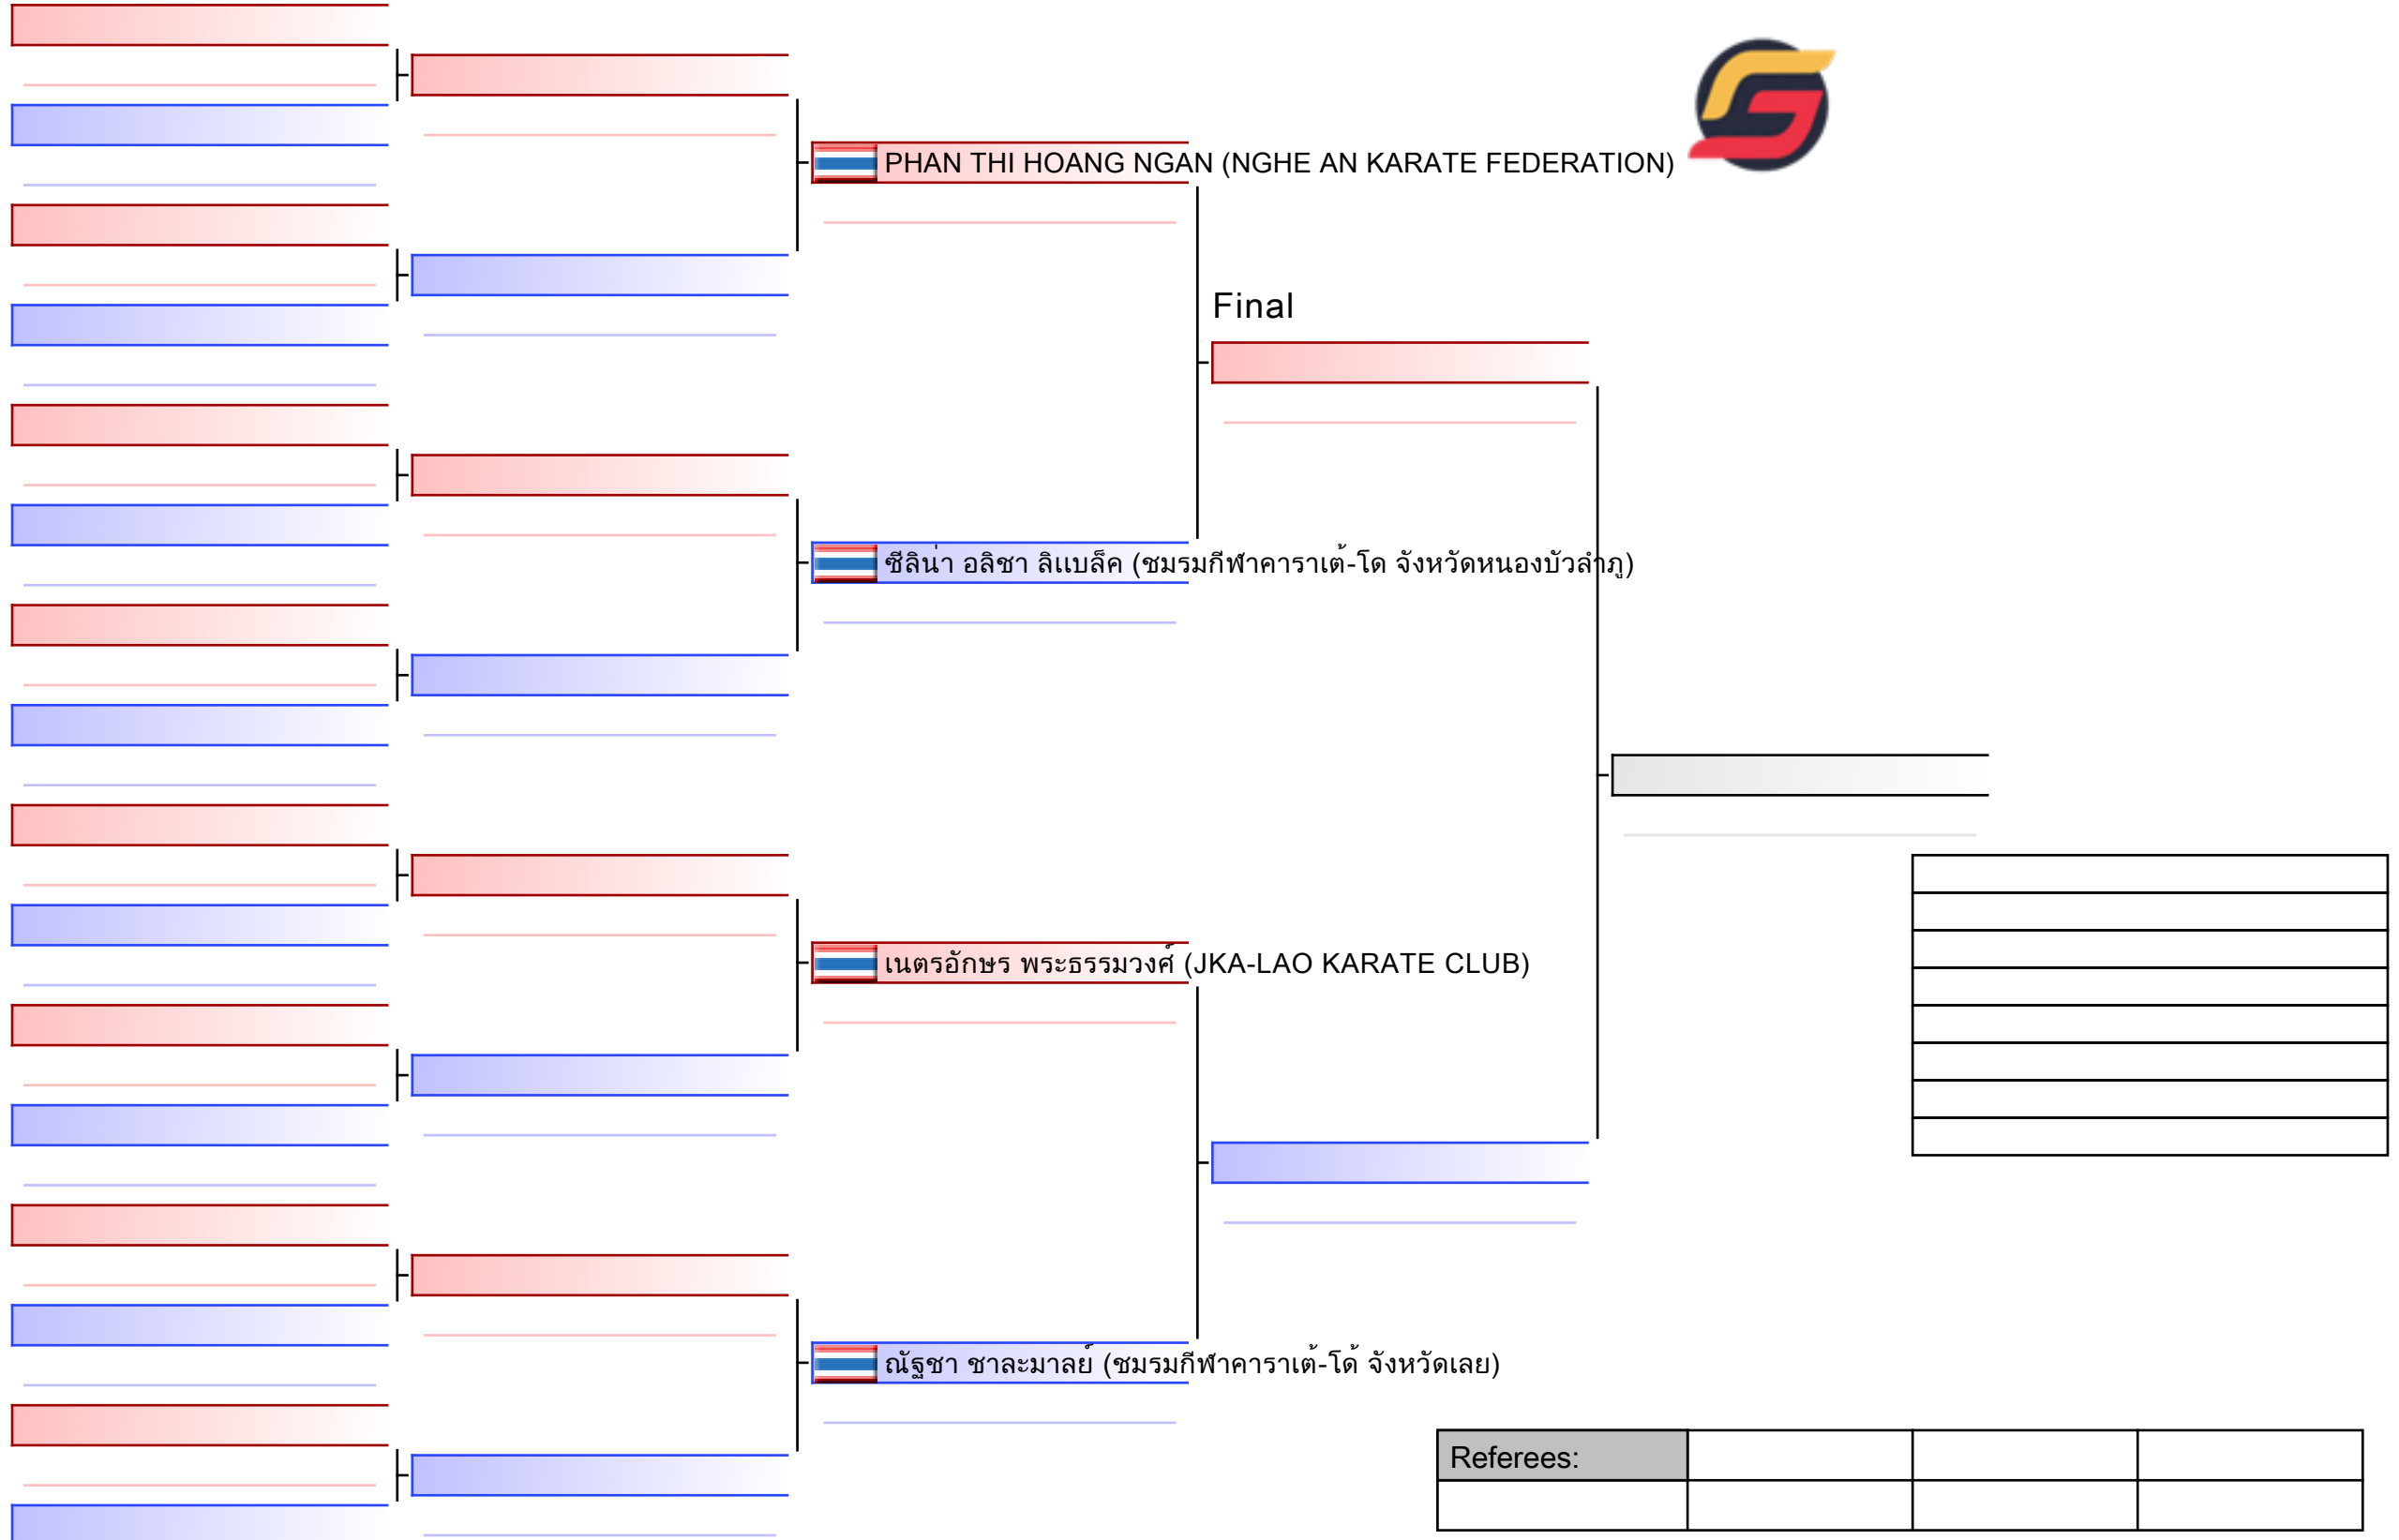 PHAN THI HOANG NGAN (NGHE AN KARATE FEDERATION)
Final
ซีลิน่า อลิชา ลิแบล็ค (ชมรมกีฬาคาราเต้-โด จังหวัดหนองบัวลำภู)
เนตรอักษร พระธรรมวงศ์ (JKA-LAO KARATE CLUB)
ณัฐชา ชาละมาลย์ (ชมรมกีฬาคาราเต้-โด้ จังหวัดเลย)
Referees: